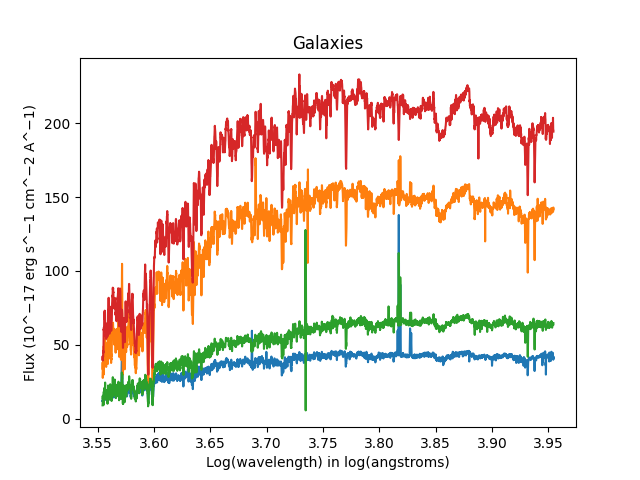 Galaxies
Flux (10^−17 erg s^−1 cm^−2 A^−1)
200
150
100
50
0
3.55 3.60 3.65 3.70 3.75 3.80 3.85 3.90 3.95
Log(wavelength) in log(angstroms)